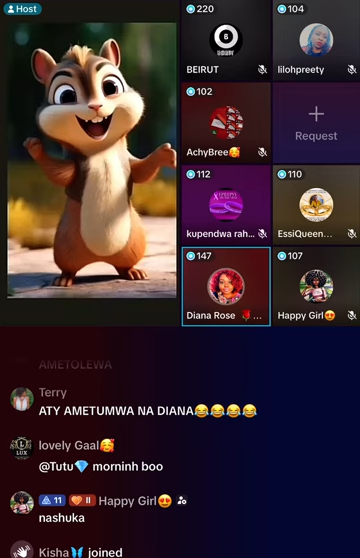 Host
220
BEIRUT
104
lilohpreety
102
AchyBree🥰
Request
112
kupendwa rah...
110
EssiQueen...
147
Diana Rose 🌹...
107
Happy Girl😍
AMETOLEWA
Terry
ATY AMETUMWA NA DIANA😂😂😂😂
lovely Gaal🥰
@Tutu💎 morninh boo
11 II Happy Girl😍
nashuka
Kisha🦋 joined